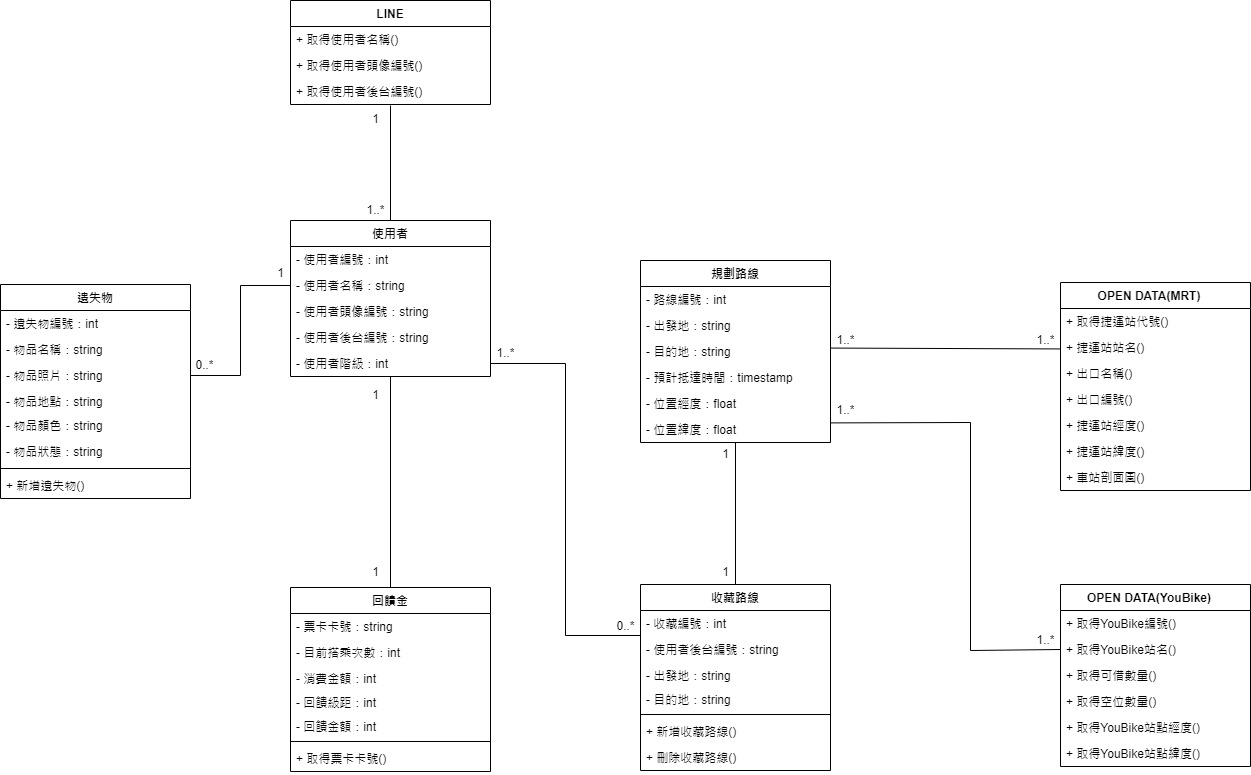 LINE
+ 取得使用者名稱()
+ 取得使用者頭像編號()
+ 取得使用者後台編號()
1
1..*
使用者
- 使用者編號：int
- 使用者名稱：string
- 使用者頭像編號：string
- 使用者後台編號：string
- 使用者階級：int
1
0..*
遺失物
- 遺失物編號：int
- 物品名稱：string
- 物品照片：string
- 物品地點：string
- 物品顏色：string
- 物品狀態：string
+ 新增遺失物()
1
1
回饋金
- 票卡卡號：string
- 目前搭乘次數：int
- 消費金額：int
- 回饋級距：int
- 回饋金額：int
+ 取得票卡卡號()
1..*
0..*
規劃路線
- 路線編號：int
- 出發地：string
- 目的地：string
- 預計抵達時間：timestamp
- 位置經度：float
- 位置緯度：float
1
1
收藏路線
- 收藏編號：int
- 使用者後台編號：string
- 出發地：string
- 目的地：string
+ 新增收藏路線()
+ 刪除收藏路線()
1..*
1..*
OPEN DATA(MRT)
+ 取得捷運站代號()
+ 捷運站站名()
+ 出口名稱()
+ 出口編號()
+ 捷運站經度()
+ 捷運站緯度()
+ 車站剖面圖()
1..*
1..*
OPEN DATA(YouBike)
+ 取得YouBike編號()
+ 取得YouBike站名()
+ 取得可借數量()
+ 取得空位數量()
+ 取得YouBike站點經度()
+ 取得YouBike站點緯度()